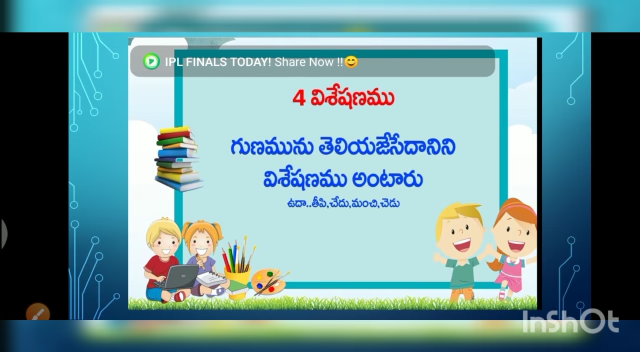 IPL FINALS TODAY! Share Now !!😊
4 విశేషణము
గుణమును తెలియజేసేదానిని
విశేషణము అంటారు
ఉదా..తీపి,చేదు,మంచి,చెడు
InShOt